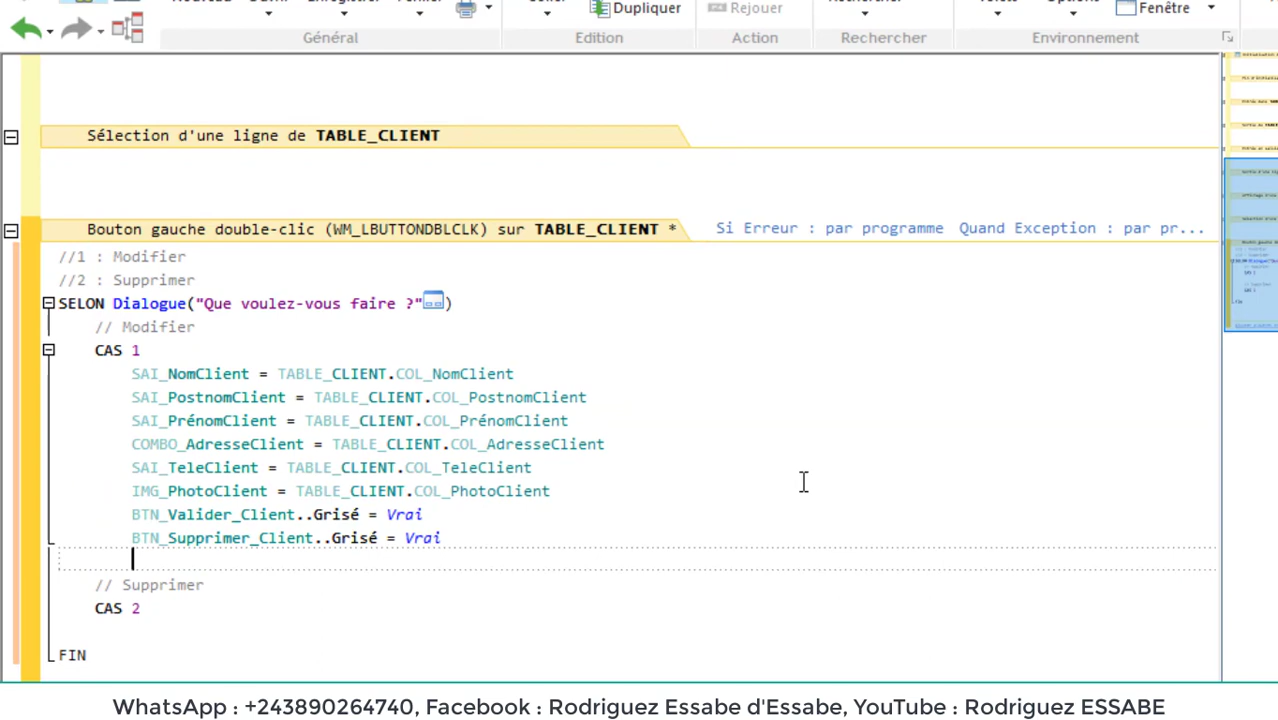 Dupliquer
Rejouer
Fenêtre
Général
Edition
Action
Rechercher
Environnement
Sélection d'une ligne de TABLE_CLIENT
Bouton gauche double-clic (WM_LBUTTONDBLCLK) sur TABLE_CLIENT * Si Erreur : par programme Quand Exception : par pr...
//1 : Modifier
//2 : Supprimer
SELON Dialogue("Que voulez-vous faire ?")
// Modifier
CAS 1
SAI_NomClient = TABLE_CLIENT.COL_NomClient
SAI_PostnomClient = TABLE_CLIENT.COL_PostnomClient
SAI_PrénomClient = TABLE_CLIENT.COL_PrénomClient
COMBO_AdresseClient = TABLE_CLIENT.COL_AdresseClient
SAI_TeleClient = TABLE_CLIENT.COL_TeleClient
IMG_PhotoClient = TABLE_CLIENT.COL_PhotoClient
BTN_Valider_Client..Grisé = Vrai
BTN_Supprimer_Client..Grisé = Vrai
// Supprimer
CAS 2
FIN
WhatsApp : +243890264740, Facebook : Rodriguez Essabe d'Essabe, YouTube : Rodriguez ESSABE